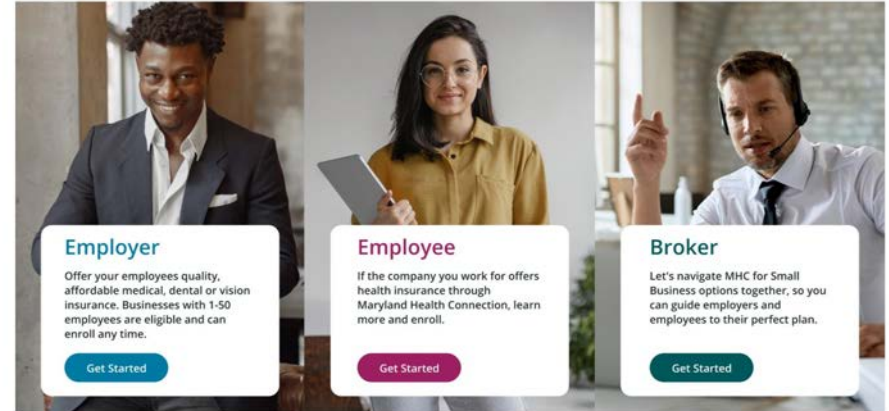 Employer
Offer your employees quality,
affordable medical, dental or vision
insurance. Businesses with 1-50
employees are eligible and can
enroll any time.
Get Started
Employee
If the company you work for offers
health insurance through
Maryland Health Connection, learn
more and enroll.
Get Started
Broker
Let's navigate MHC for Small
Business options together, so you
can guide employers and
employees to their perfect plan.
Get Started